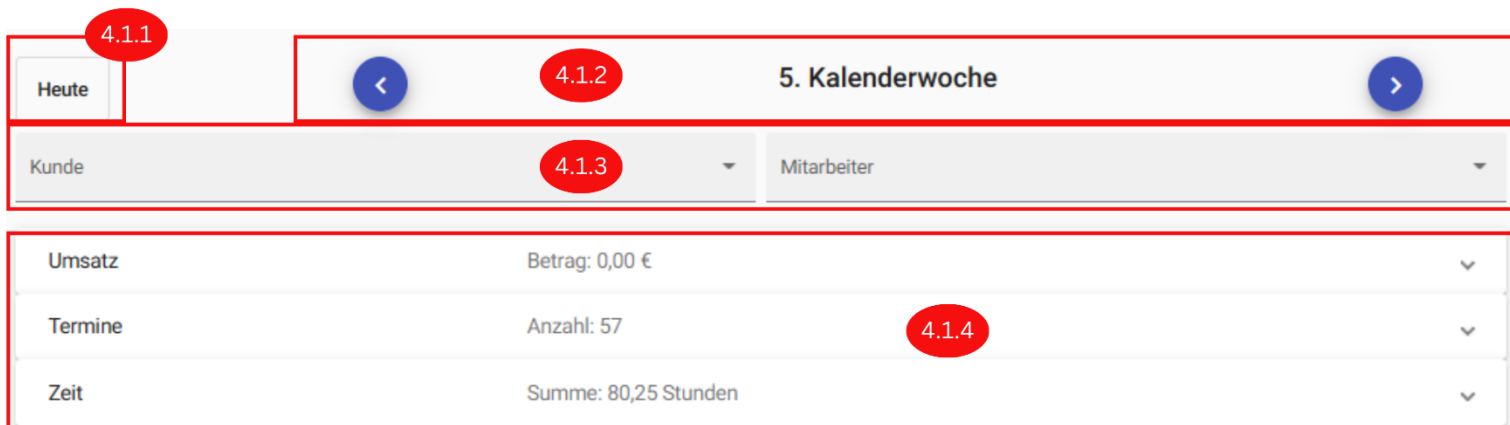 4.1.1
Heute
4.1.2
5. Kalenderwoche
Kunde
4.1.3
Mitarbeiter
Umsatz Betrag: 0,00 €
Termine Anzahl: 57
4.1.4
Zeit Summe: 80,25 Stunden